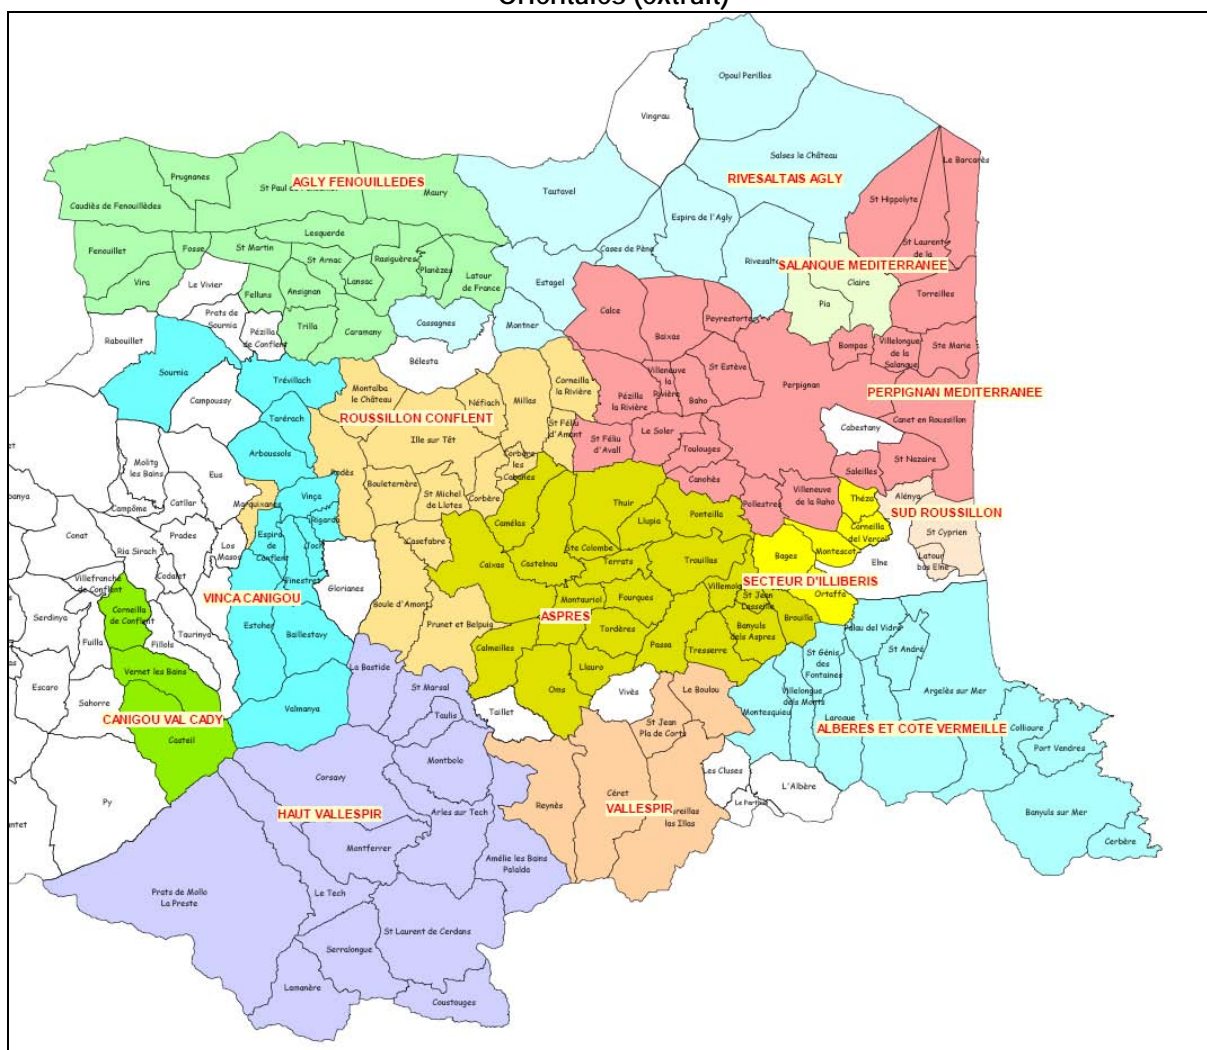 Orientales (extrait)
Opoul Perillos
Vingrau
Salses le Château
Le Barcarès
RIVESALTAIS AGLY
Prugnanes
St Paul de
AGLY FENOUILLEDES
Maury
Tautavel
Caudiès de Fenouillèdes
St Hippolyte
Espira de l'Agly
Lesquerde
Fenouillet
Fosse
St Martin
Cases de Pène
St Laurent
de la
Rivesaltes
SALANQUE MEDITERRANEE
St Arnac
Rasiguères
Planèzes
Latour
de France
Vira
Le Vivier
Lansac
Estagel
Claira
Felluns
Ansignan
Torreilles
Pia
Calce
Prats de
Sournia
Trilla
Caramany
Cassagnes
Montner
Peyrestortes
Baixas
Rabouillet
Pézilla
de Conflent
Bompas
Villelongue
de la
Salanque
Ste Marie
Bélesta
Sournia
Trévillach
Montalba
le Château
Corneilla
la Rivière
Villeneuve
la
Rivière
St Estève
Perpignan
PERPIGNAN MEDITERRANEE
Campoussy
Néfiach
Millas
Pézilla
la Rivière
Baho
Tarérach
ROUSSILLON CONFLENT
St Féliu
d'Amont
Canet en Roussillon
Cabestany
Ille sur Têt
St Féliu
d'Avall
Le Soler
Toulouges
Arboussols
Corbère
les
Cabanes
St Nazaire
Molitg
les Bains
Eus
Rodès
Bouleternère
Saleilles
Canohès
Vinça
St Michel
de Llotes
Corbère
Pollestres
Villeneuve
de la Raho
Théza
Alénya
Campôme
Catllar
Marquixanes
Thuir
Ponteilla
SUD ROUSSILLON
Rigarda
Camélas
Llupia
Corneilla
del Vercol
St Cyprien
Conat
Prades
Espira
de
Conflent
Joch
Casefabre
Ste Colombe
Ria Sirach
Los
Masos
Castelnou
Terrats
Trouillas
Bages
Montescot
Latour
bas Elne
Elne
Caixas
Villefranche
de Conflent
Codalet
Finestret
Glorianes
SECTEUR D'ILLIBERIS
Villemolaque
St Jean
Lasseille
Ortaffa
VINCA CANIGOU
Boule d'Amont
Montauriol
Fourques
Serdinya
Corneilla
de Conflent
Taurinya
ASPRES
Brouilla
Estoher
Baillestavy
Prunet et Belpuig
Tordères
Banyuls
dels Aspres
Palau del Vidre
Fuilla
Fillols
Calmeilles
Passa
Tresserre
St André
St Génis
des
Fontaines
La Bastide
Llauro
Vernet les Bains
Escaro
St Marsal
Oms
Vivès
Le Boulou
Villelongue
dels Monts
Argelès sur Mer
Sahorre
Valmanya
Taillet
Montesquieu
CANIGOU VAL CADY
Taulis
St Jean
Pla de Corts
Laroque
ALBERES ET COTE VERMEILLE
Collioure
Casteil
Port Vendres
Montbolo
Les Cluses
Corsavy
L'Albère
Céret
Py
Reynès
VALLESPIR
HAUT VALLESPIR
Arles sur Tech
las Illas
Banyuls sur Mer
Cerbère
Montferrer
Amélie les Bains
Palalda
Prats de Mollo
La Preste
Le Tech
St Laurent de Cerdans
Serralongue
Lamanère
Coustouges